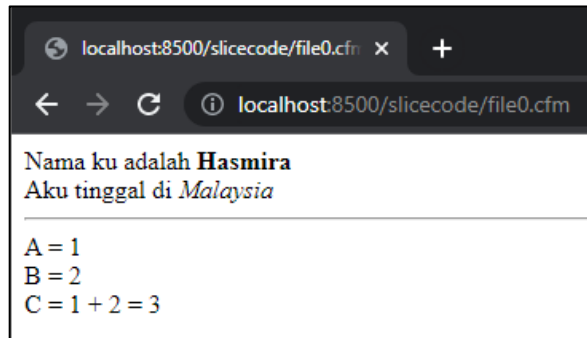 localhost:8500/slicecode/file0.cfm
localhost:8500/slicecode/file0.cfm
Nama ku adalah Hasmira
Aku tinggal di Malaysia
A = 1
B = 2
C = 1 + 2 = 3